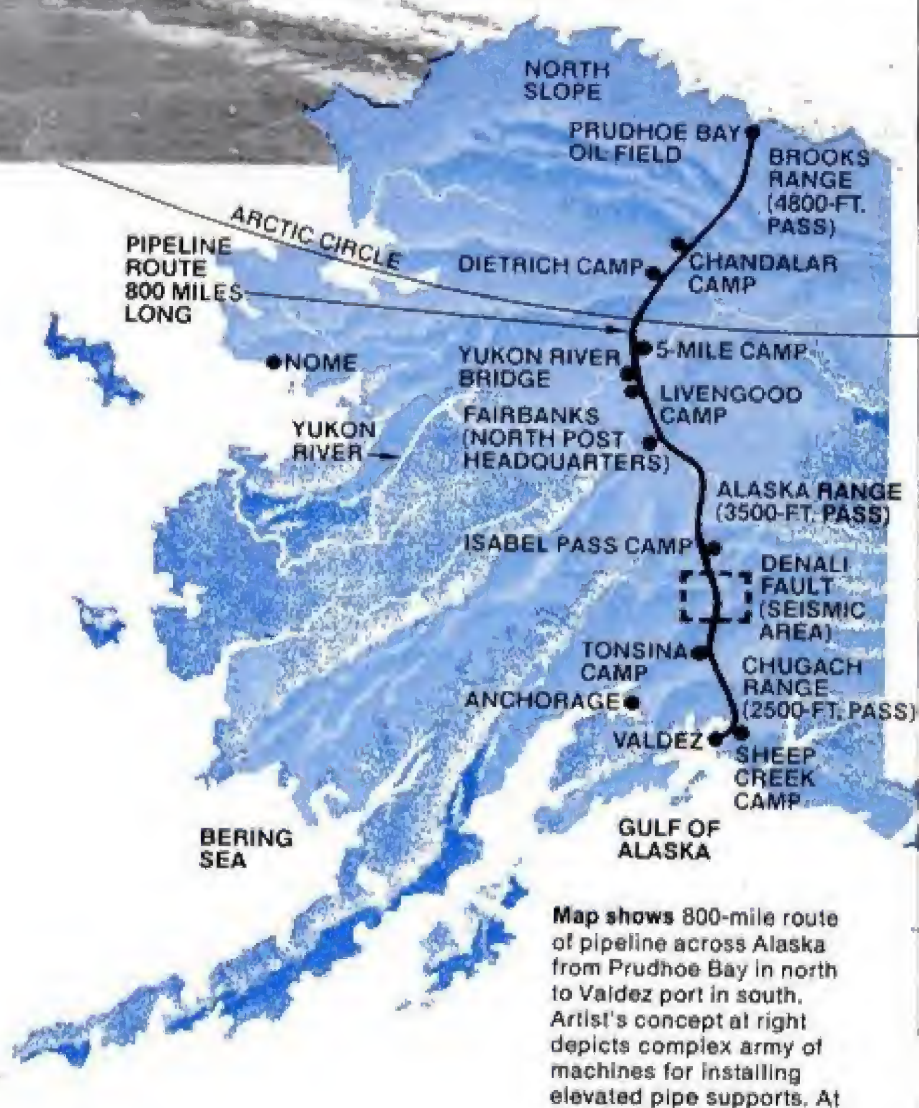 NORTH
SLOPE
PRUDHOE BAY
OIL FIELD
BROOKS
RANGE
(4800-FT.
PASS)
ARCTIC CIRCLE
PIPELINE
ROUTE
800 MILES
LONG
DIETRICH CAMP
CHANDALAR
CAMP
NOME
YUKON RIVER
BRIDGE
5-MILE CAMP
LIVENGOOD
CAMP
YUKON
RIVER
FAIRBANKS
(NORTH POST
HEADQUARTERS)
ALASKA RANGE
(3500-FT. PASS)
ISABEL PASS CAMP
DENALI
FAULT
(SEISMIC
AREA)
TONSINA
CAMP
CHUGACH
RANGE
(2500-FT. PASS)
ANCHORAGE
VALDEZ
SHEEP
CREEK
CAMP
BERING
SEA
GULF OF
ALASKA
Map shows 800-mile route
of pipeline across Alaska
from Prudhoe Bay in north
to Valdez port in south.
Artist's concept at right
depicts complex army of
machines for installing
elevated pipe supports. At